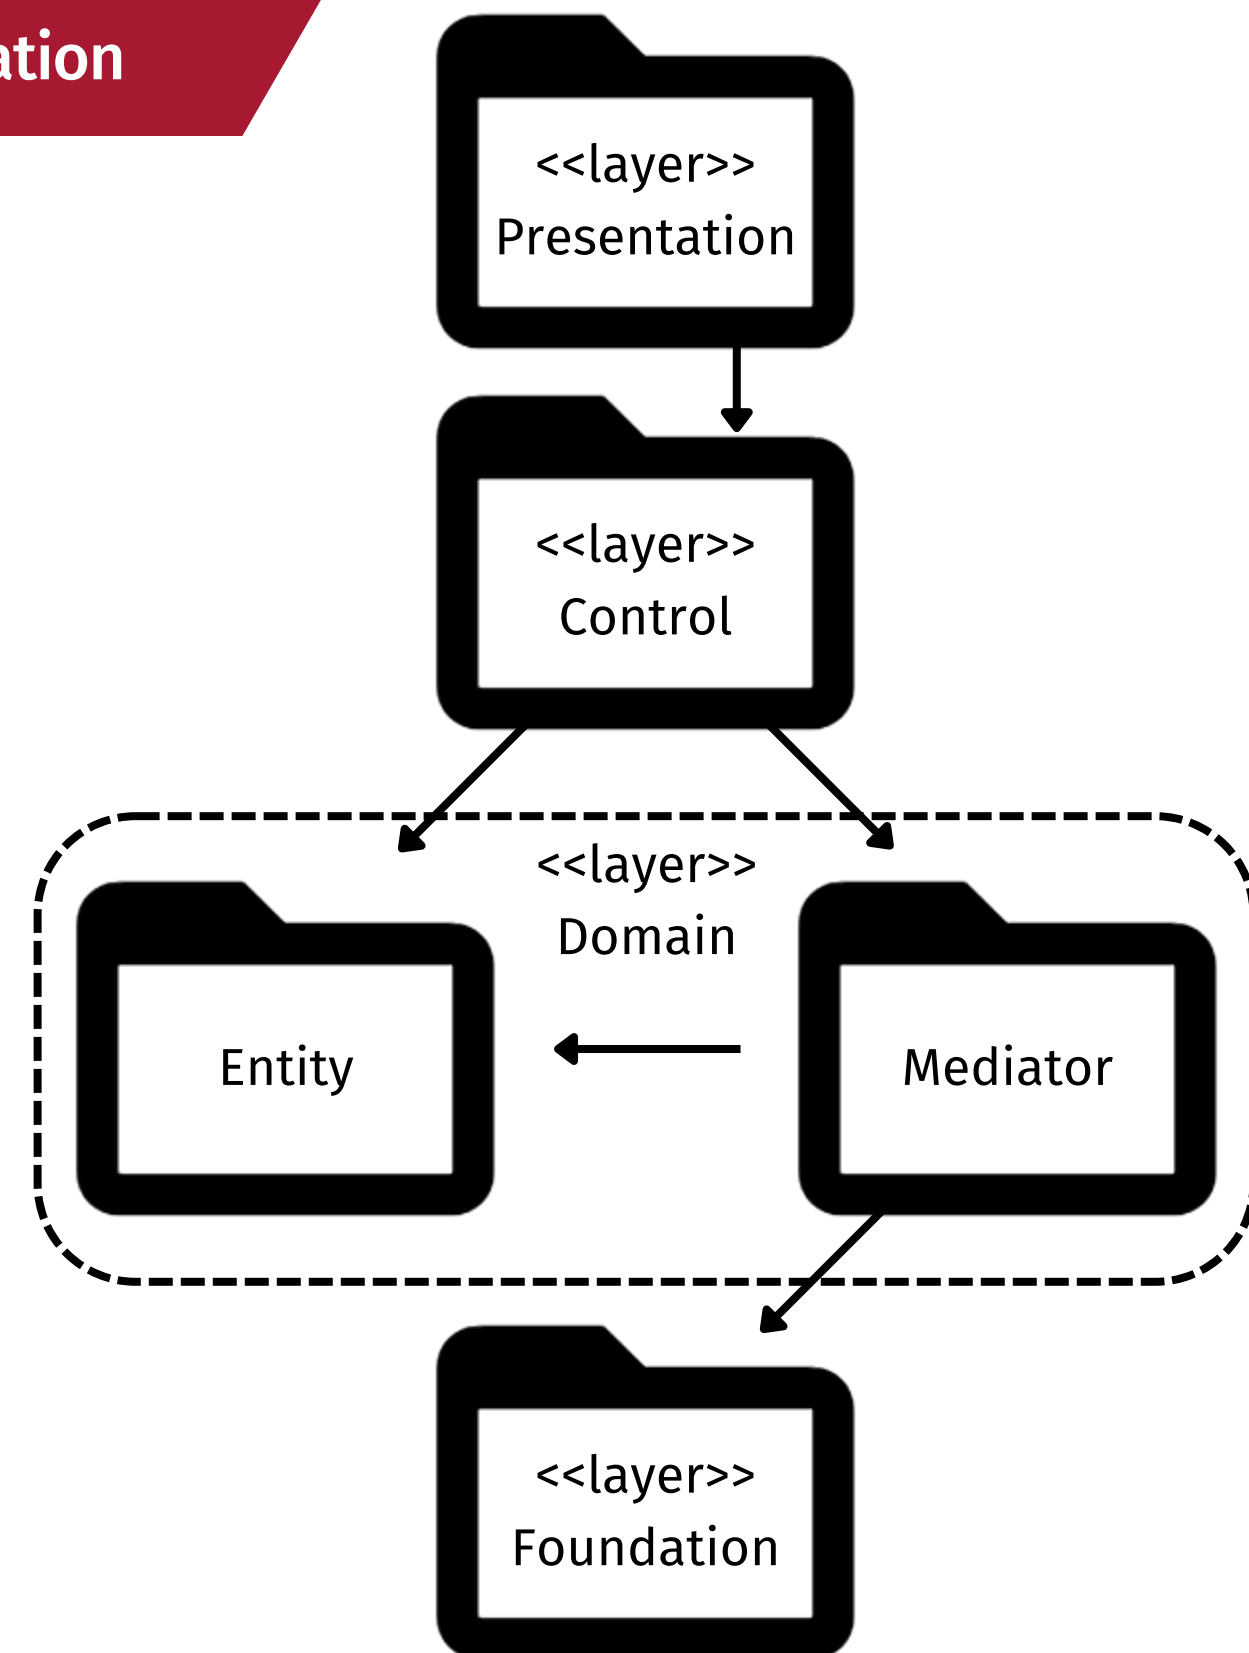 ation
<<layer>>
Presentation
<<layer>>
Control
<<layer>>
Domain
Entity
Mediator
<<layer>>
Foundation